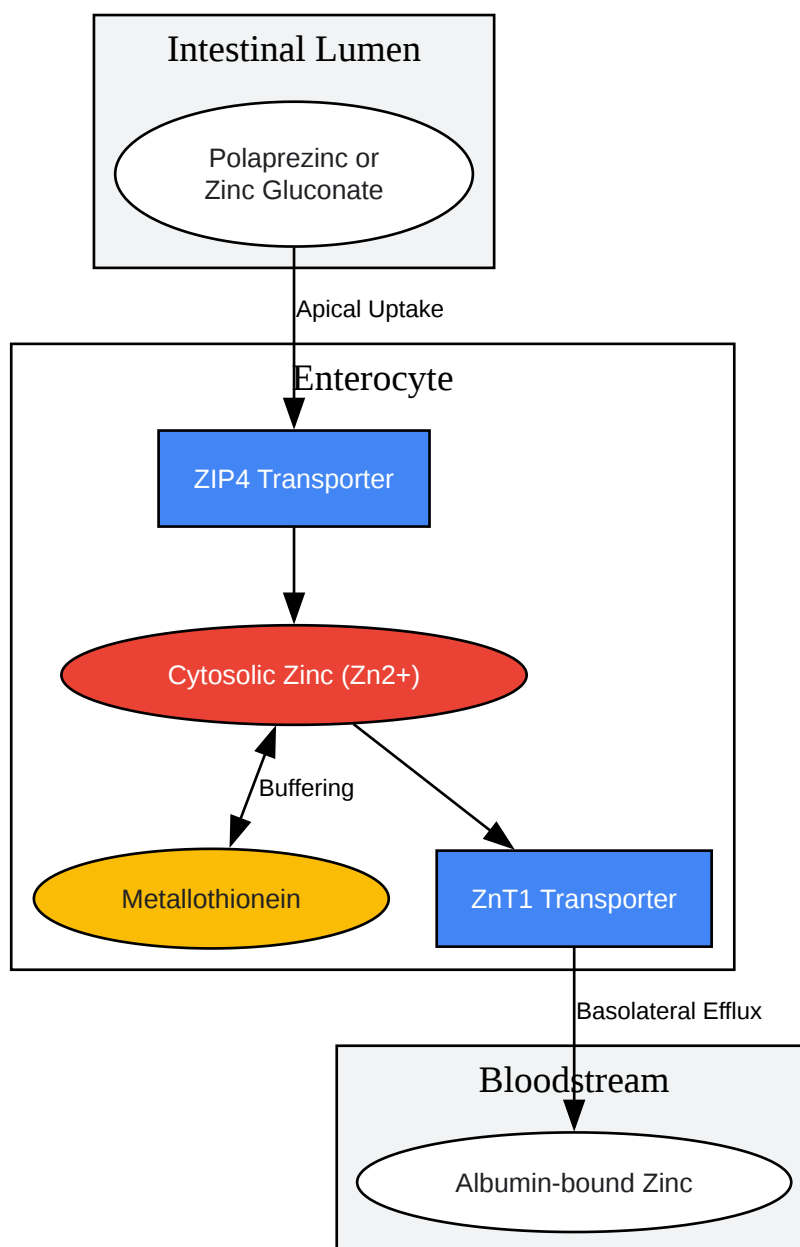 Intestinal Lumen
Polaprezinc or
Zinc Gluconate
Apical Uptake
Enterocyte
ZIP4 Transporter
Cytosolic Zinc (Zn2+)
Buffering
Metallothionein
ZnT1 Transporter
Basolateral Efflux
Bloodstream
Albumin-bound Zinc